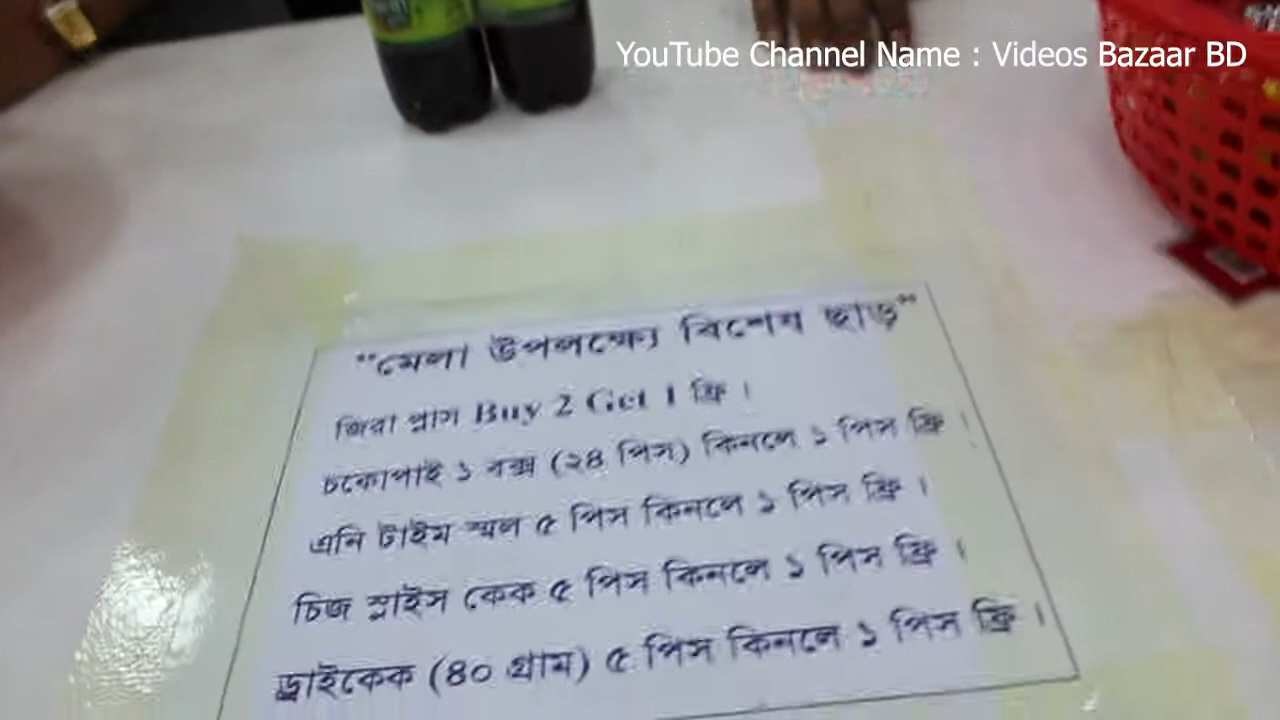 YouTube Channel Name : Videos Bazaar BD
"মেলা উপলক্ষ্যে বিশেষ ছাড়"
জিরা প্লাগ Buy 2 Get 1 ফ্রি ।
চকোপাই ১ বক্স (২৪ পিস) কিনলে ১ পিস ফ্রি ।
এনি টাইম স্মল ৫ পিস কিনলে ১ পিস ফ্রি ।
চিজ স্লাইস কেক ৫ পিস কিনলে ১ পিস ফ্রি ।
ড্রাইকেক (৪০ গ্রাম) ৫ পিস কিনলে ১ পিস ফ্রি ।